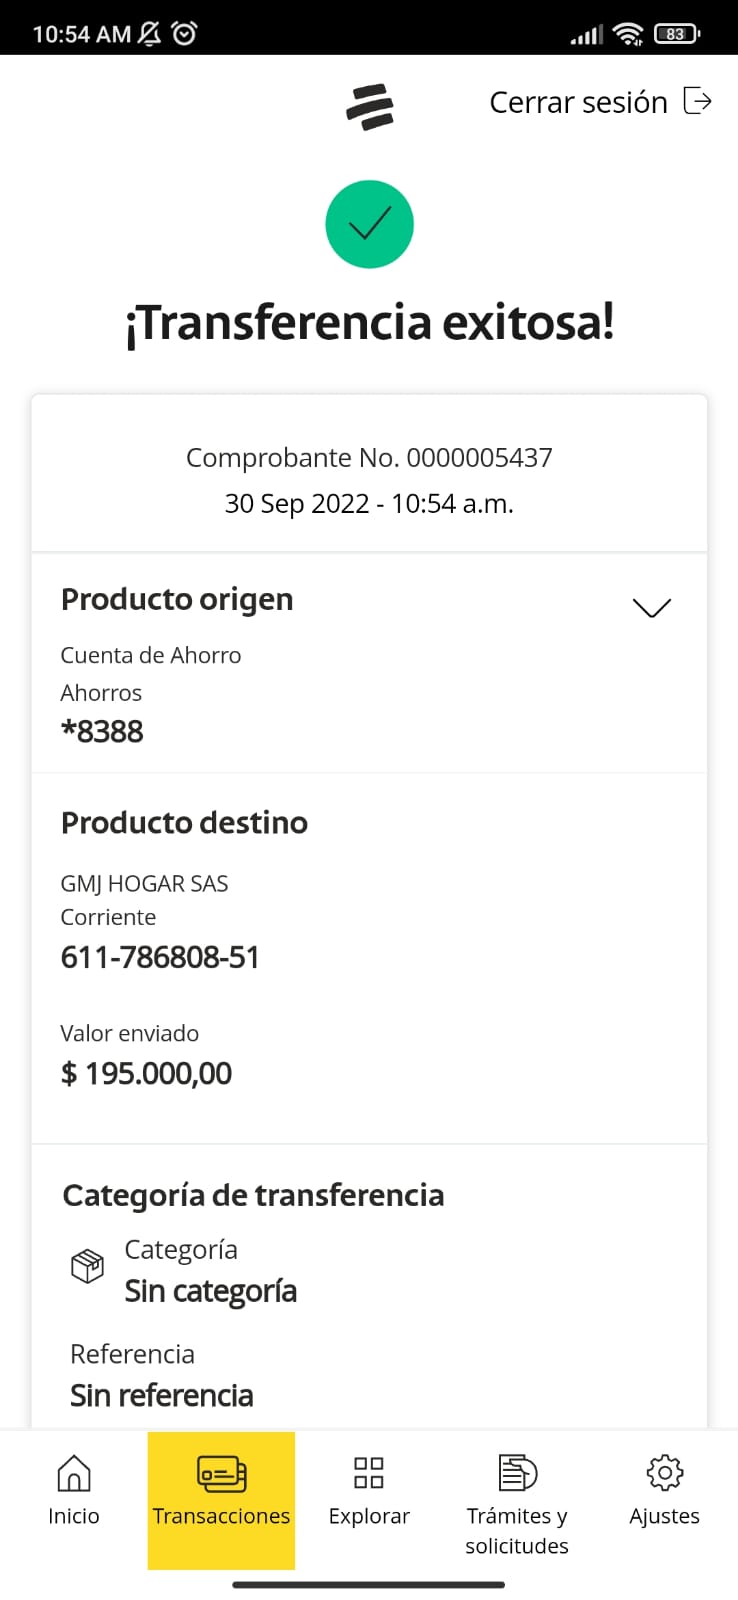 10:54 AM
83
Cerrar sesión
¡Transferencia exitosa!
Comprobante No. 0000005437
30 Sep 2022 - 10:54 a.m.
Producto origen
Cuenta de Ahorro
Ahorros
*8388
Producto destino
GMJ HOGAR SAS
Corriente
611-786808-51
Valor enviado
$ 195.000,00
Categoría de transferencia
Categoría
Sin categoría
Referencia
Sin referencia
Inicio
Transacciones
Explorar
Trámites y
solicitudes
Ajustes